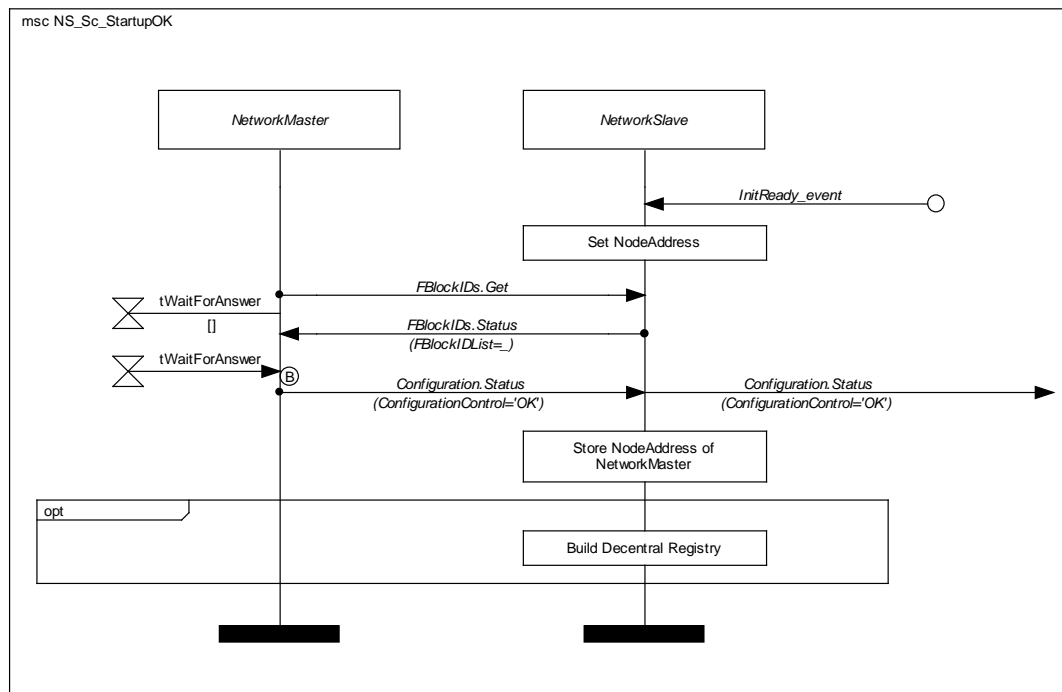 msc NS_Sc_StartupOK
NetworkMaster
NetworkSlave
InitReady_event
Set NodeAddress
FBlockIDs.Get
tWaitForAnswer
[]
FBlockIDs.Status
(FBlockIDList=_)
tWaitForAnswer
B
Configuration.Status
(ConfigurationControl='OK')
Configuration.Status
(ConfigurationControl='OK')
Store NodeAddress of
NetworkMaster
opt
Build Decentral Registry